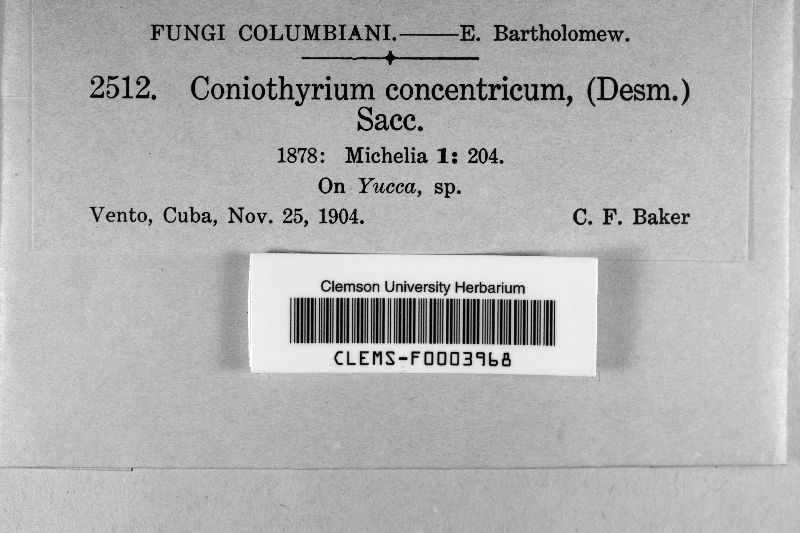 FUNGI COLUMBIANI.——E. Bartholomew.
2512. Coniothyrium concentricum, (Desm.)
Sacc.
1878: Michelia 1: 204.
On Yucca, sp.
Vento, Cuba, Nov. 25, 1904. C. F. Baker
Clemson University Herbarium
CLEMS-F0003968